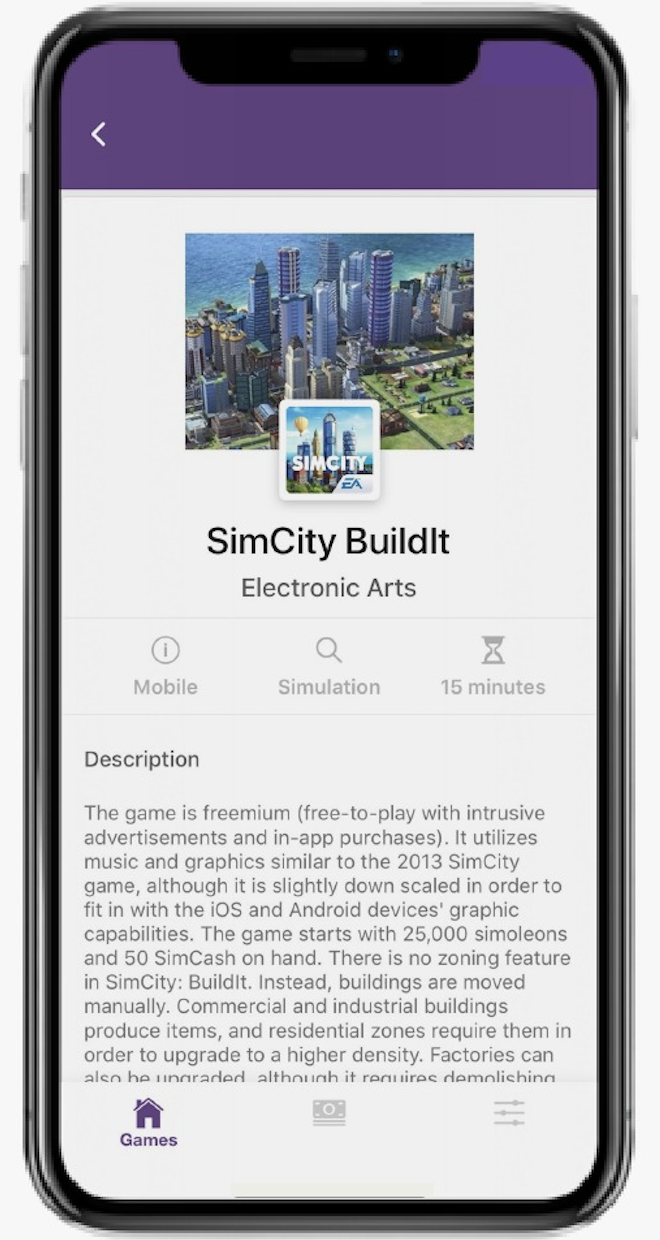 SIMCITY
EA
SimCity BuildIt
Electronic Arts
Mobile
Simulation
15 minutes
Description
The game is freemium (free-to-play with intrusive
advertisements and in-app purchases). It utilizes
music and graphics similar to the 2013 SimCity
game, although it is slightly down scaled in order to
fit in with the iOS and Android devices' graphic
capabilities. The game starts with 25,000 simoleons
and 50 SimCash on hand. There is no zoning feature
in SimCity: BuildIt. Instead, buildings are moved
manually. Commercial and industrial buildings
produce items, and residential zones require them in
order to upgrade to a higher density. Factories can
also be upgraded, although it requires demolishing
Games